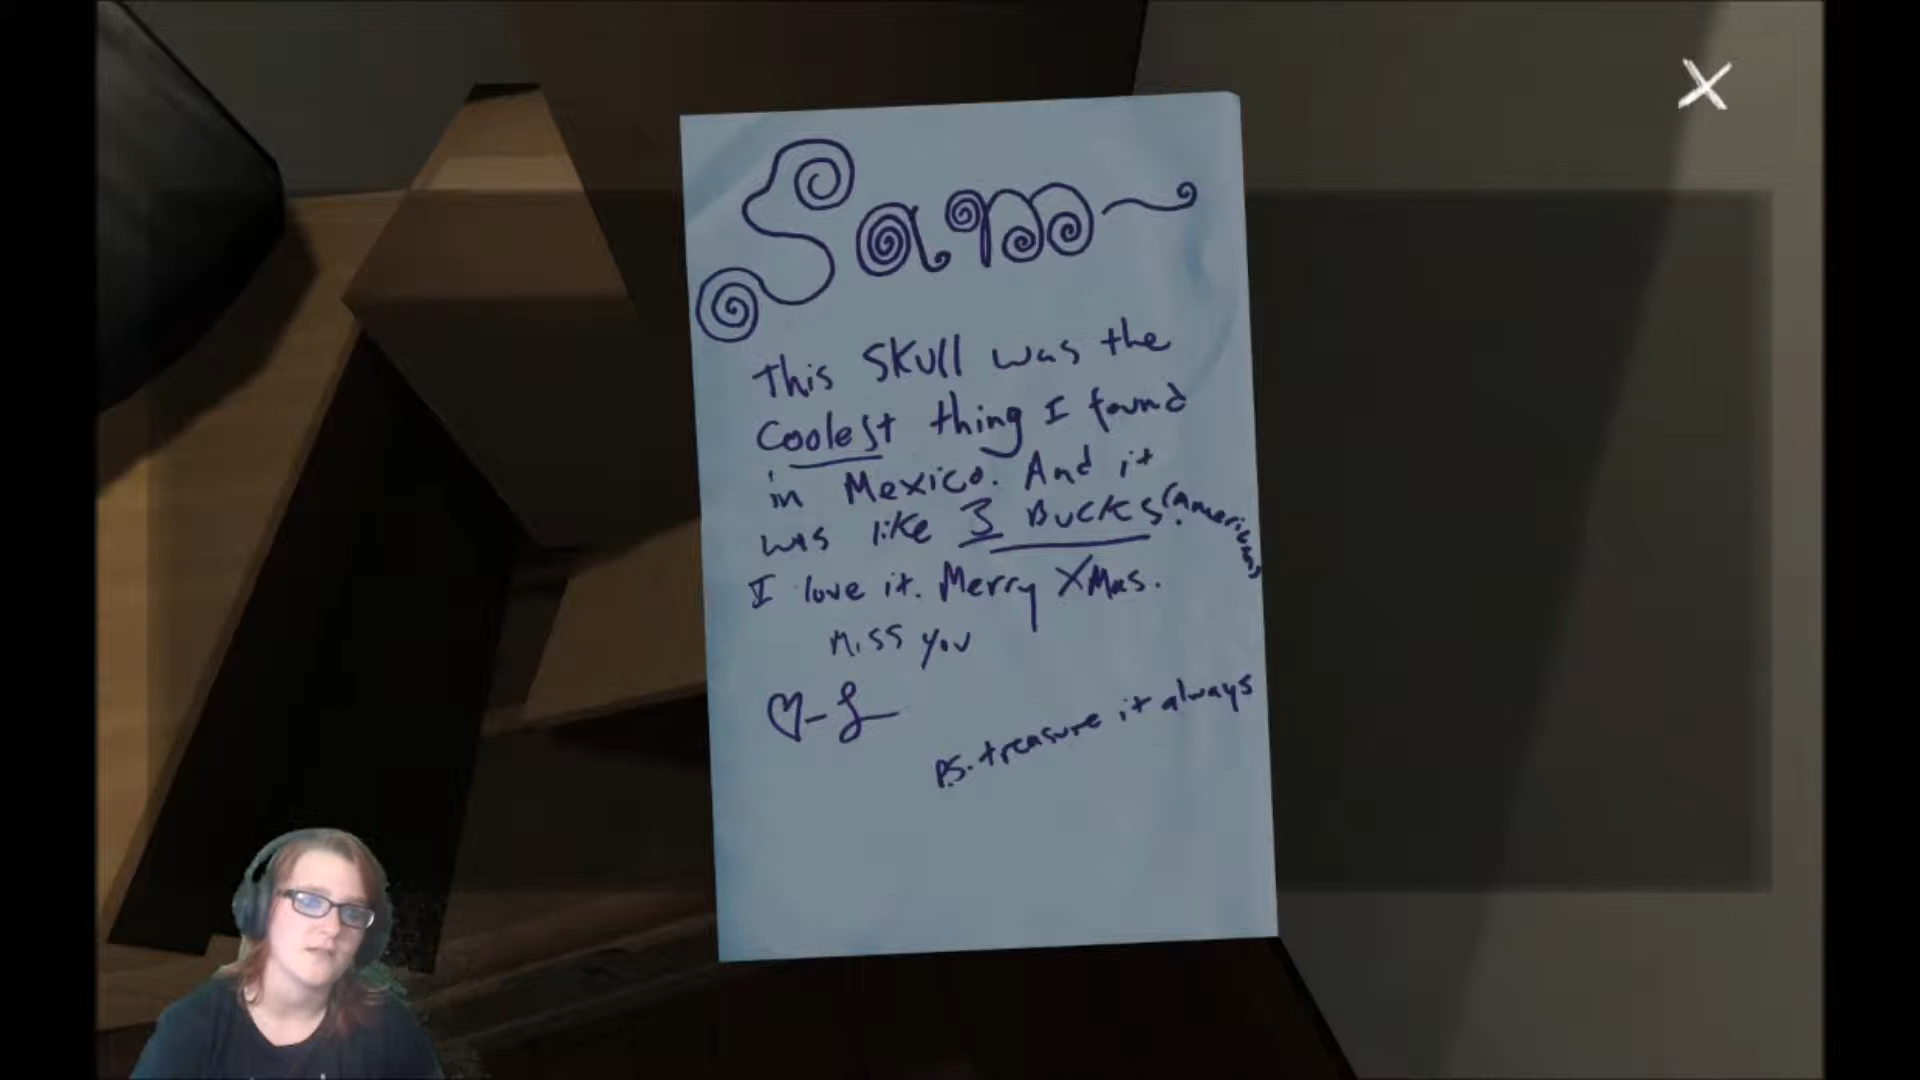 Sam
This SKULL was the
Coolest thing I found
in Mexico. And it
was like 3 BUCKS. (american)
I love it. Merry XMas.
Miss you
♡-L
P.S. treasure it always